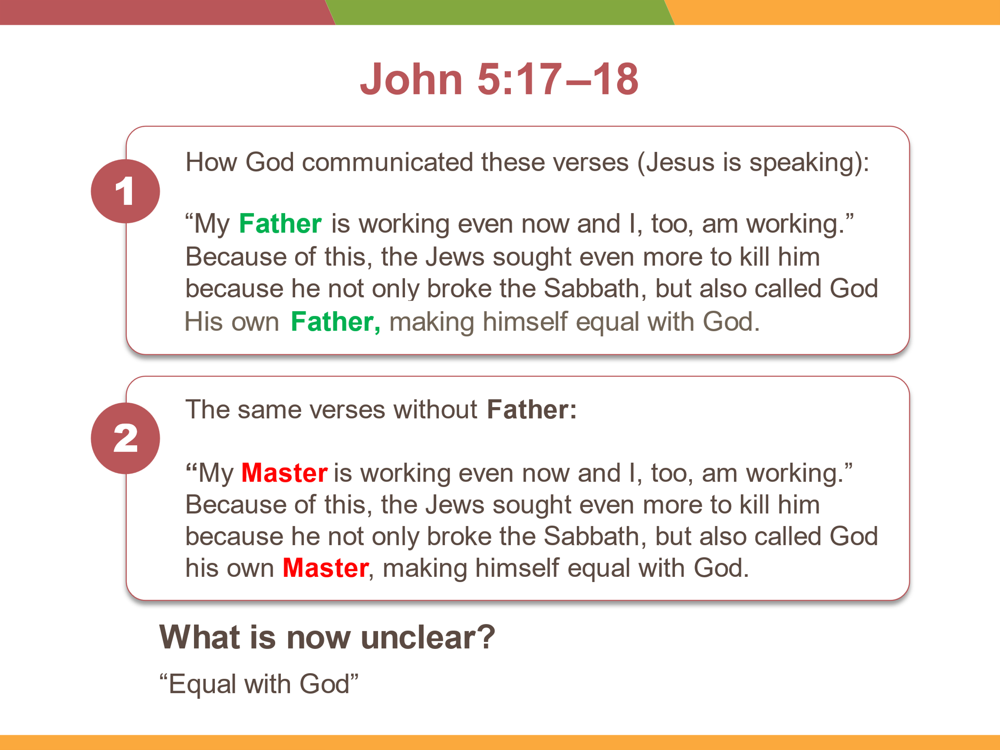 John 5:17–18
1
How God communicated these verses (Jesus is speaking):
“My Father is working even now and I, too, am working.”
Because of this, the Jews sought even more to kill him
because he not only broke the Sabbath, but also called God
His own Father, making himself equal with God.
2
The same verses without Father:
“My Master is working even now and I, too, am working.”
Because of this, the Jews sought even more to kill him
because he not only broke the Sabbath, but also called God
his own Master, making himself equal with God.
What is now unclear?
“Equal with God”